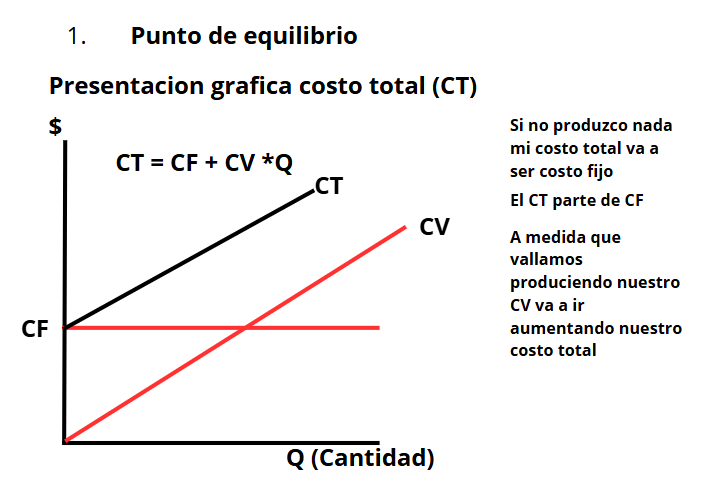 1. Punto de equilibrio
Presentacion grafica costo total (CT)
$
CT = CF + CV *Q
CT
CV
CF
Q (Cantidad)
Si no produzco nada
mi costo total va a
ser costo fijo
El CT parte de CF
A medida que
vallamos
produciendo nuestro
CV va a ir
aumentando nuestro
costo total